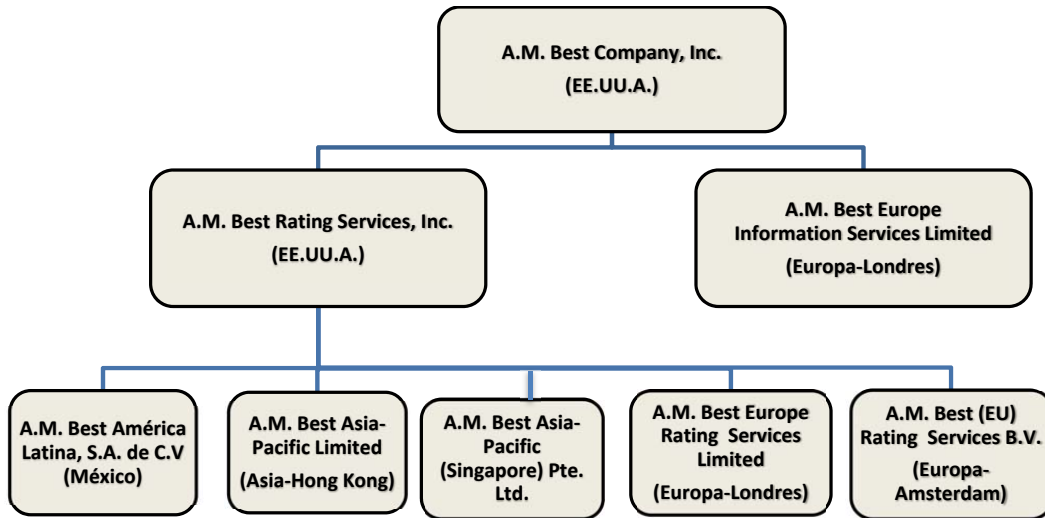 A.M. Best Company, Inc.
(EE.UU.A.)
A.M. Best Rating Services, Inc.
(EE.UU.A.)
A.M. Best Europe
Information Services Limited
(Europa-Londres)
A.M. Best América
Latina, S.A. de C.V
(México)
A.M. Best Asia-
Pacific Limited
(Asia-Hong Kong)
A.M. Best Asia-
Pacific
(Singapore) Pte.
Ltd.
A.M. Best Europe
Rating Services
Limited
(Europa-Londres)
A.M. Best (EU)
Rating Services B.V.
(Europa-
Amsterdam)